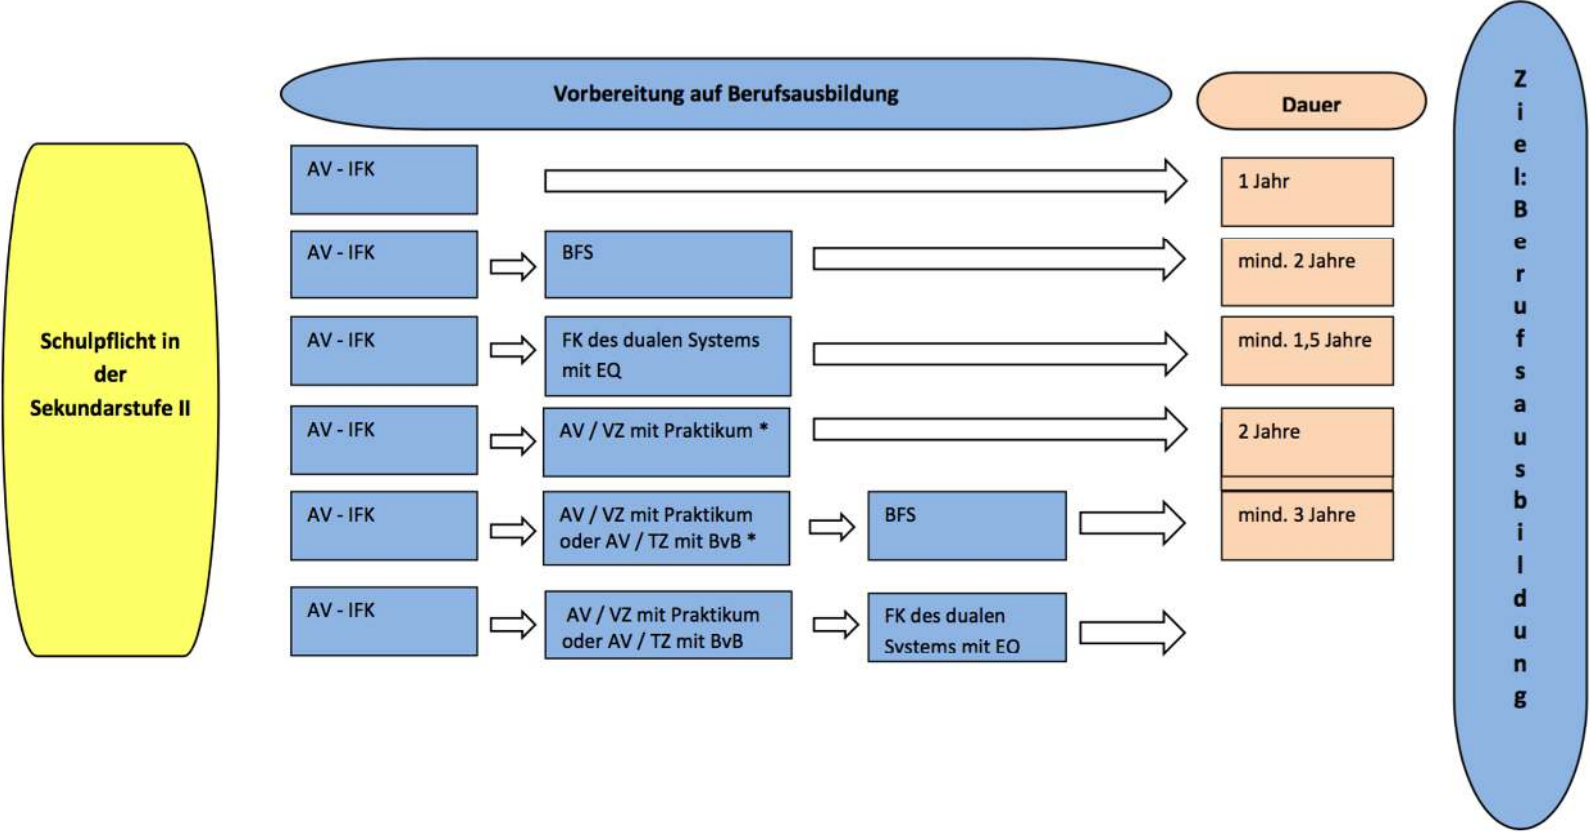 Vorbereitung auf Berufsausbildung
Dauer
Ziel: Berufsausbildung
Schulpflicht in
der
Sekundarstufe II
AV - IFK
1 Jahr
AV - IFK
BFS
mind. 2 Jahre
AV - IFK
FK des dualen Systems
mit EQ
mind. 1,5 Jahre
AV - IFK
AV / VZ mit Praktikum *
2 Jahre
AV - IFK
AV / VZ mit Praktikum
oder AV / TZ mit BvB *
BFS
mind. 3 Jahre
AV - IFK
AV / VZ mit Praktikum
oder AV / TZ mit BvB
FK des dualen
Systems mit EQ